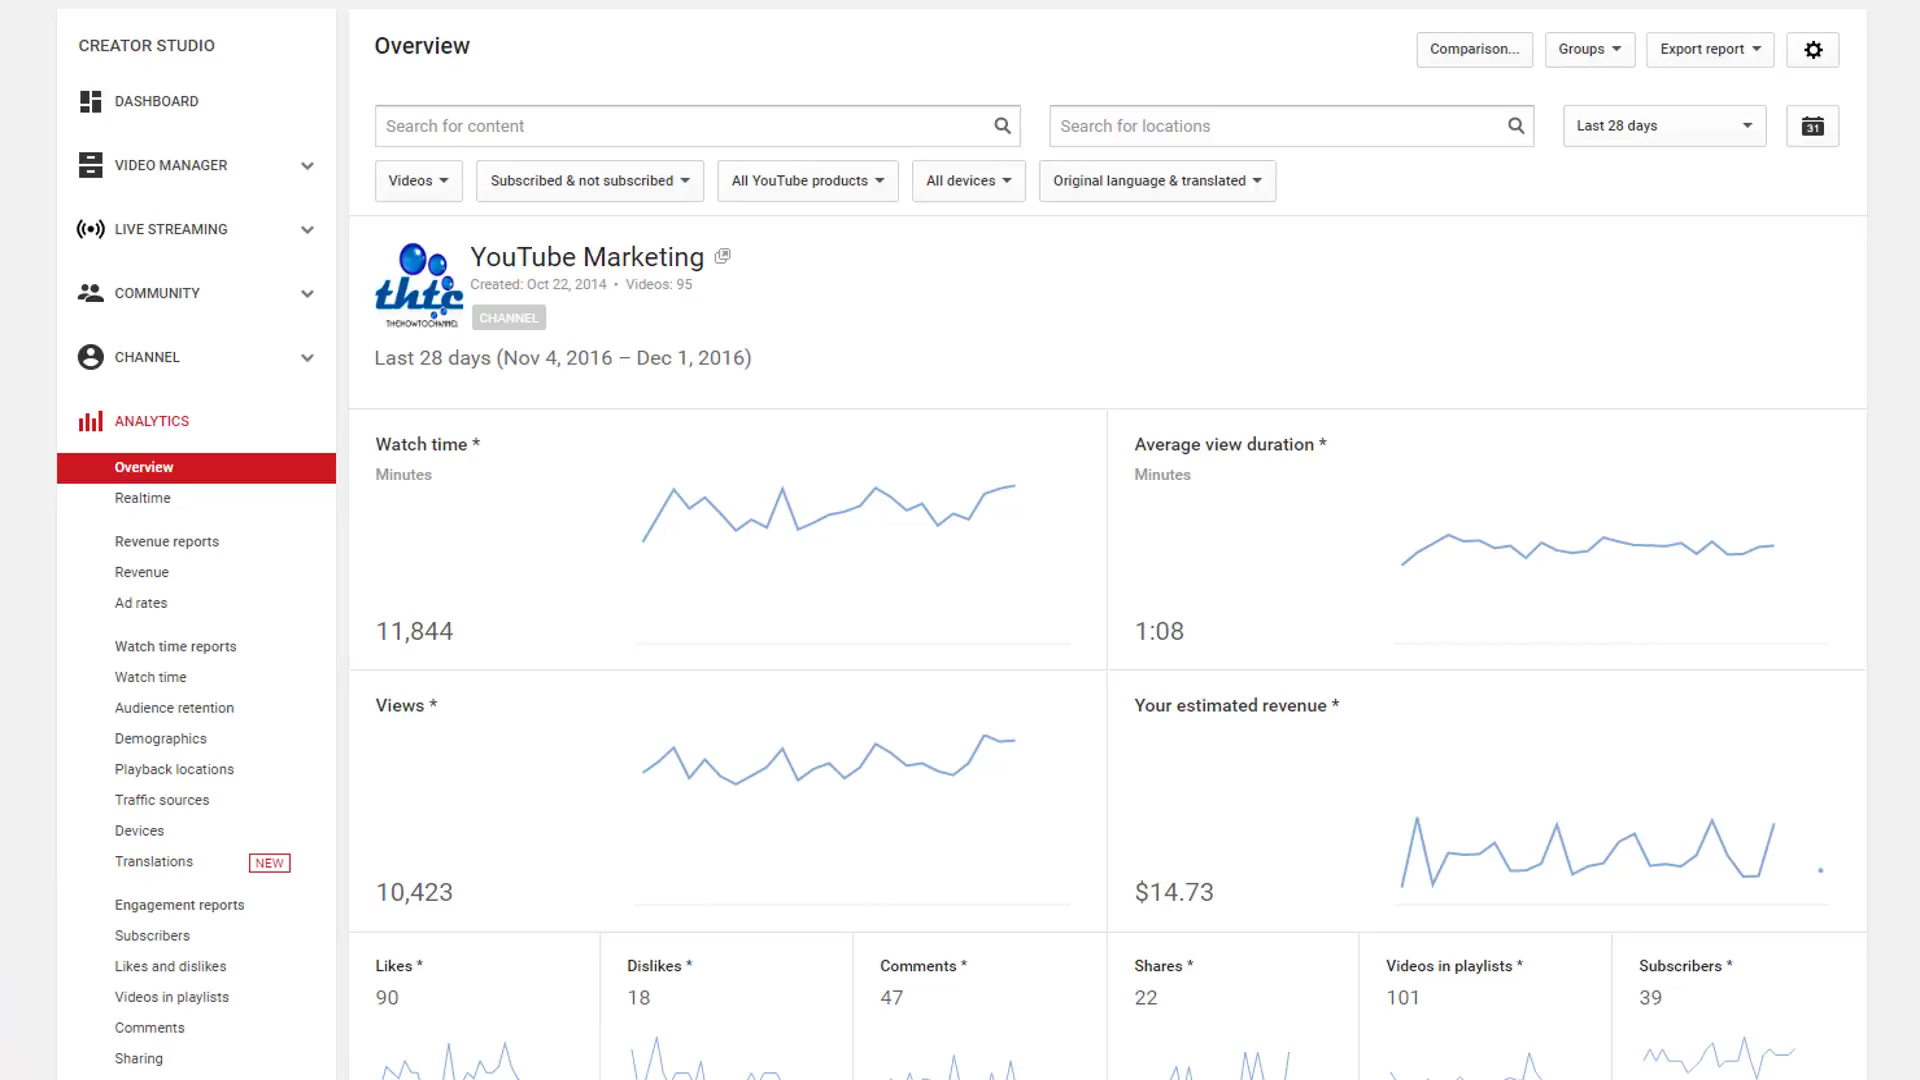 CREATOR STUDIO
DASHBOARD
VIDEO MANAGER
LIVE STREAMING
COMMUNITY
CHANNEL
ANALYTICS
Overview
Realtime
Revenue reports
Revenue
Ad rates
Watch time reports
Watch time
Audience retention
Demographics
Playback locations
Traffic sources
Devices
Translations NEW
Engagement reports
Subscribers
Likes and dislikes
Videos in playlists
Comments
Sharing
Overview
Comparison... Groups Export report
Search for content Search for locations Last 28 days 31
Videos Subscribed & not subscribed All YouTube products All devices Original language & translated
thtc
THEHOWTOCHANNEL
YouTube Marketing
Created: Oct 22, 2014 • Videos: 95
CHANNEL
Last 28 days (Nov 4, 2016 – Dec 1, 2016)
Watch time *
Minutes
11,844
Average view duration *
Minutes
1:08
Views *
10,423
Your estimated revenue *
$14.73
Likes *
90
Dislikes *
18
Comments *
47
Shares *
22
Videos in playlists *
101
Subscribers *
39